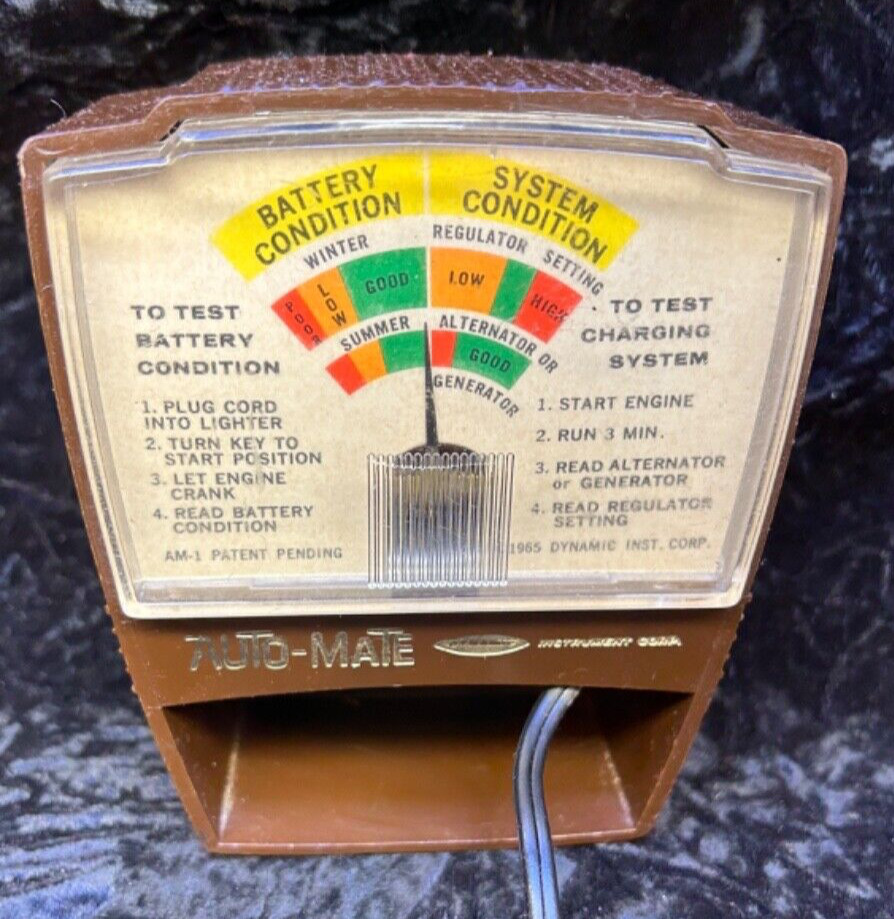 BATTERY
CONDITION
SYSTEM
CONDITION
WINTER
REGULATOR SETTING
POOR
LOW
GOOD
LOW
HIGH
SUMMER
ALTERNATOR OR
GENERATOR
GOOD
TO TEST
BATTERY
CONDITION
1. PLUG CORD
INTO LIGHTER
2. TURN KEY TO
START POSITION
3. LET ENGINE
CRANK
4. READ BATTERY
CONDITION
AM-1 PATENT PENDING
TO TEST
CHARGING
SYSTEM
1. START ENGINE
2. RUN 3 MIN.
3. READ ALTERNATOR
or GENERATOR
4. READ REGULATOR
SETTING
1965 DYNAMIC INST. CORP.
AUTO-MATE
INSTRUMENT CORP.